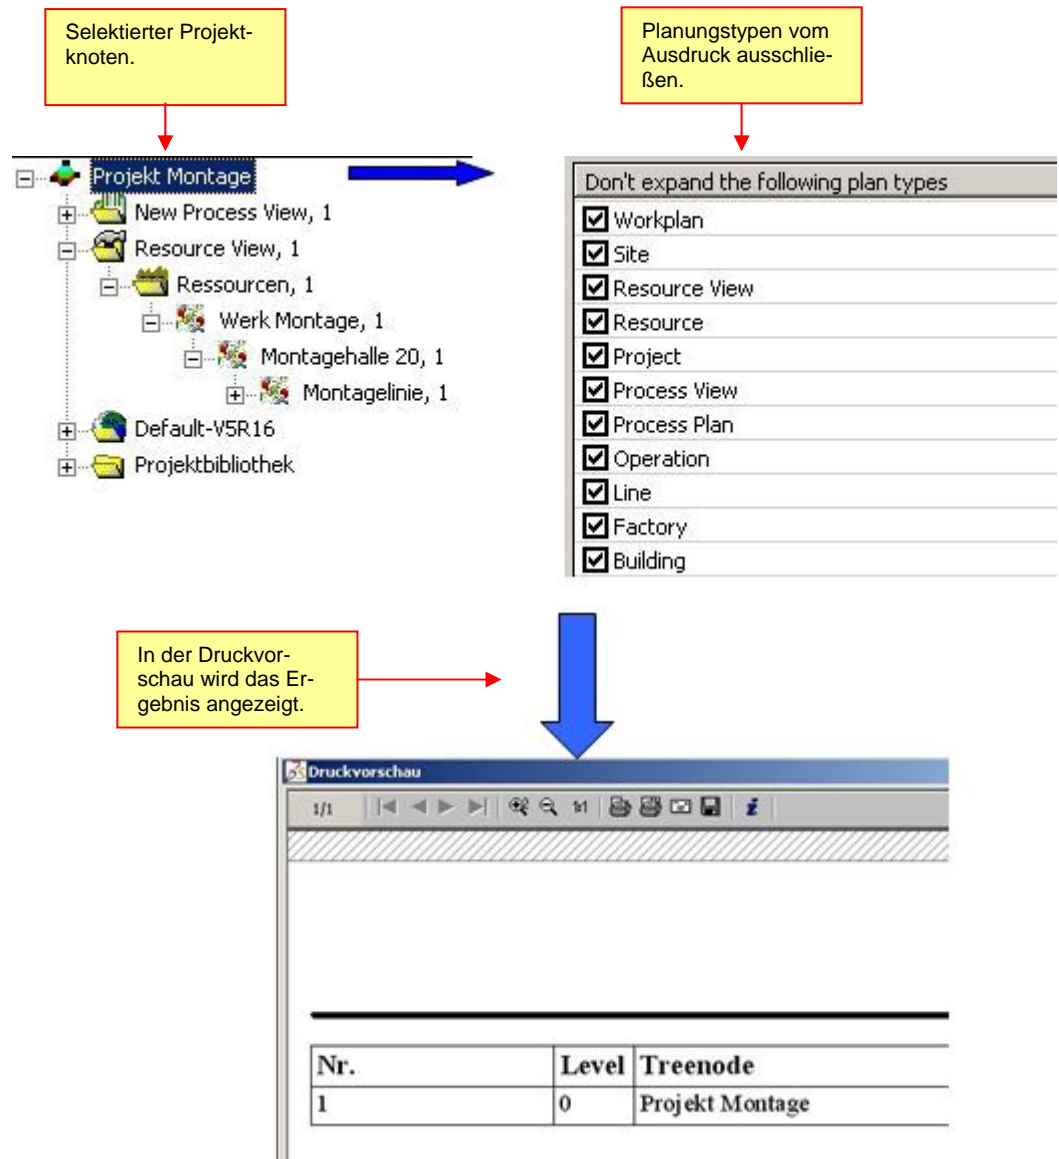 Selektierter Projekt-
knoten.
Planungstypen vom
Ausdruck ausschlie-
ßen.
Projekt Montage
New Process View, 1
Resource View, 1
Ressourcen, 1
Werk Montage, 1
Montagehalle 20, 1
Montagelinie, 1
Default-V5R16
Projektbibliothek
Don't expand the following plan types
Workplan
Site
Resource View
Resource
Project
Process View
Process Plan
Operation
Line
Factory
Building
In der Druckvor-
schau wird das Er-
gebnis angezeigt.
Druckvorschau
1/1 1:1 i
Nr. Level Treenode
1 0 Projekt Montage